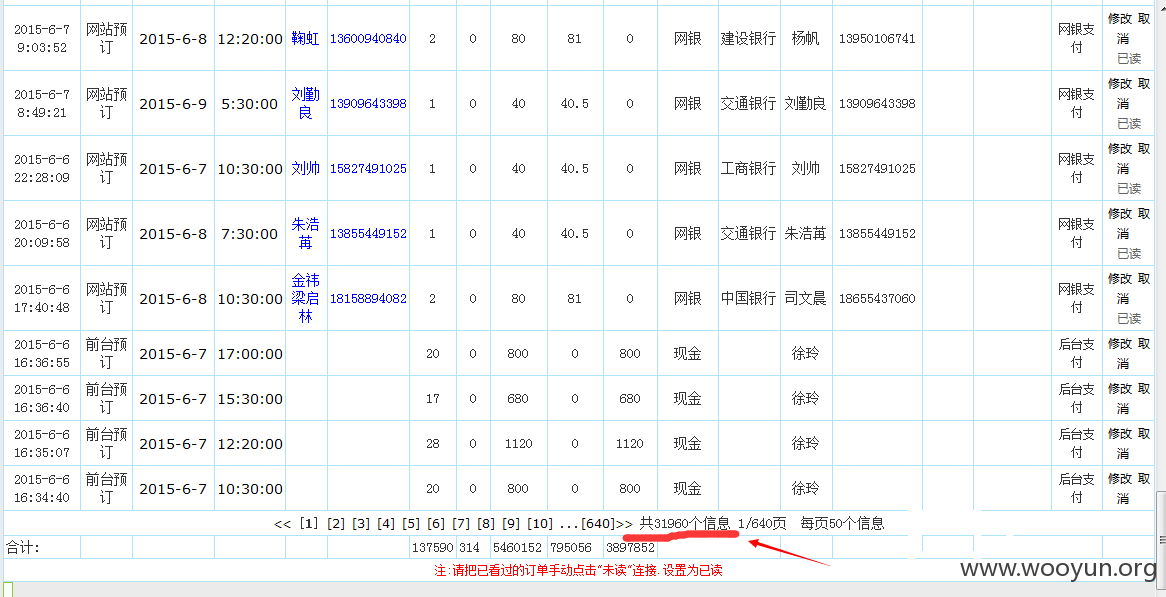 2015-6-7 9:03:52 网站预订 2015-6-8 12:20:00 鞠虹 13600940840 2 0 80 81 0 网银 建设银行 杨帆 13950106741 网银支付 修改 取消 已读
2015-6-7 8:49:21 网站预订 2015-6-9 5:30:00 刘勤良 13909643398 1 0 40 40.5 0 网银 交通银行 刘勤良 13909643398 网银支付 修改 取消 已读
2015-6-6 22:28:09 网站预订 2015-6-7 10:30:00 刘帅 15827491025 1 0 40 40.5 0 网银 工商银行 刘帅 15827491025 网银支付 修改 取消 已读
2015-6-6 20:09:58 网站预订 2015-6-8 7:30:00 朱浩苒 13855449152 1 0 40 40.5 0 网银 交通银行 朱浩苒 13855449152 网银支付 修改 取消 已读
2015-6-6 17:40:48 网站预订 2015-6-8 10:30:00 金祎梁启林 18158894082 2 0 80 81 0 网银 中国银行 司文晨 18655437060 网银支付 修改 取消 已读
2015-6-6 16:36:55 前台预订 2015-6-7 17:00:00 20 0 800 0 800 现金 徐玲 后台支付 修改 取消
2015-6-6 16:36:40 前台预订 2015-6-7 15:30:00 17 0 680 0 680 现金 徐玲 后台支付 修改 取消
2015-6-6 16:35:07 前台预订 2015-6-7 12:20:00 28 0 1120 0 1120 现金 徐玲 后台支付 修改 取消
2015-6-6 16:34:40 前台预订 2015-6-7 10:30:00 20 0 800 0 800 现金 徐玲 后台支付 修改 取消
<< [1] [2] [3] [4] [5] [6] [7] [8] [9] [10] ...[640]>> 共31960个信息 1/640页 每页50个信息
合计: 137590 314 5460152 795056 3897852
注:请把已看过的订单手动点击"未读"连接.设置为已读
www.wooyun.org